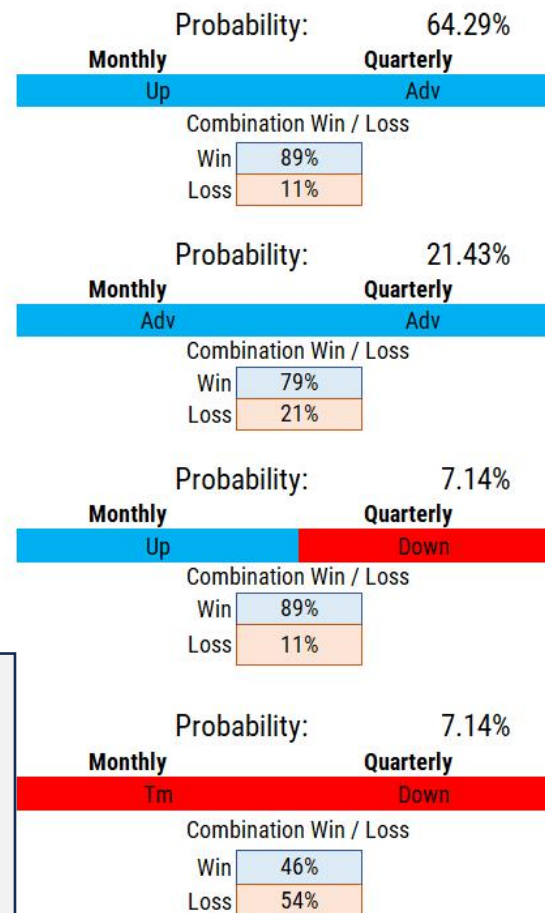 Probability: 64.29%
Monthly Quarterly
Up Adv
Combination Win / Loss
Win 89%
Loss 11%
Probability: 21.43%
Monthly Quarterly
Adv Adv
Combination Win / Loss
Win 79%
Loss 21%
Probability: 7.14%
Monthly Quarterly
Up Down
Combination Win / Loss
Win 89%
Loss 11%
Probability: 7.14%
Monthly Quarterly
Tm Down
Combination Win / Loss
Win 46%
Loss 54%